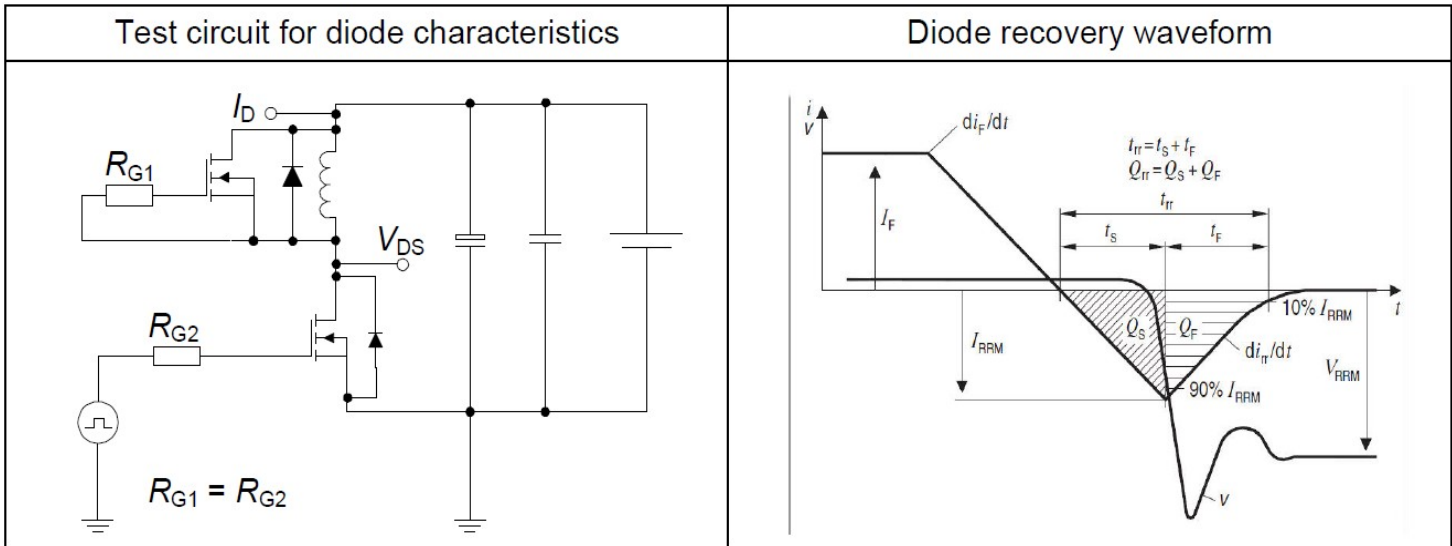 Test circuit for diode characteristics
Diode recovery waveform
I_D
R_G1
V_DS
R_G2
R_G1 = R_G2
i
V
di_F/dt
t_rr = t_S + t_F
Q_rr = Q_S + Q_F
t_rr
I_F
t_S
t_F
10% I_RRM
t
Q_S
Q_F
I_RRM
di_rr/dt
V_RRM
90% I_RRM
v